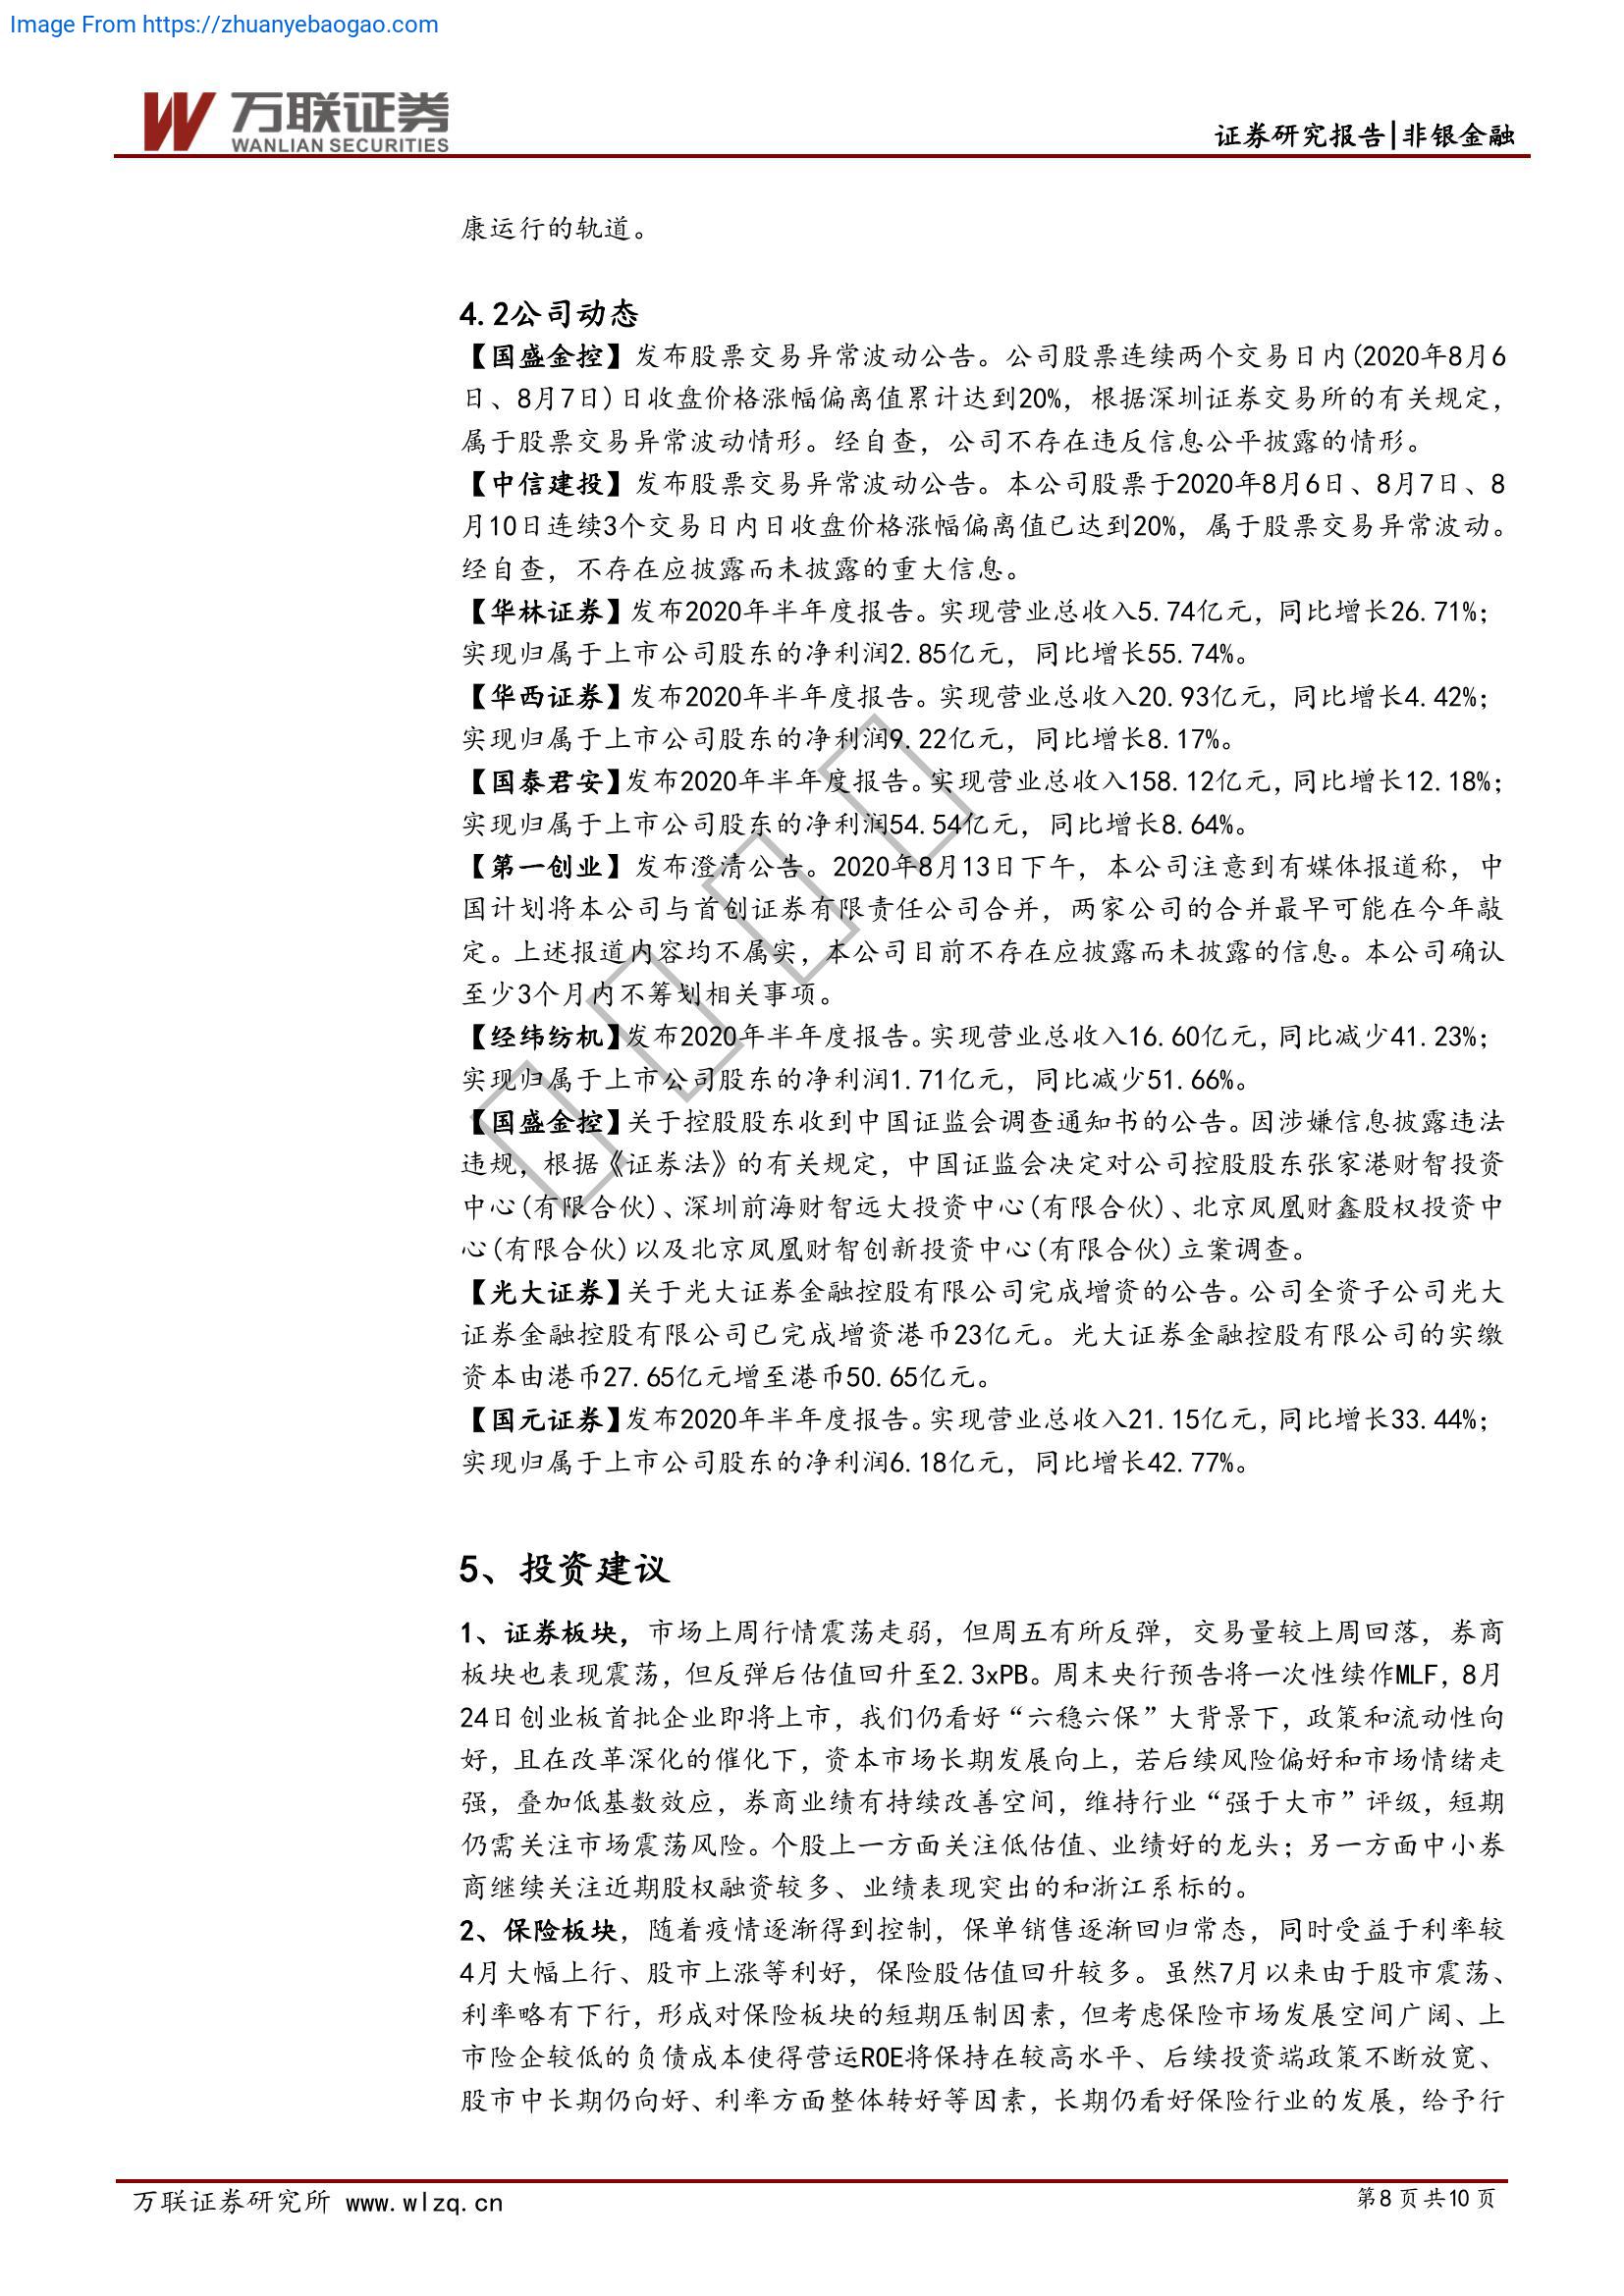 Image From https://zhuanyebaogao.com
万联证券
WANLIAN SECURITIES
证券研究报告|非银金融
康运行的轨道。
4.2公司动态
【国盛金控】发布股票交易异常波动公告。公司股票连续两个交易日内(2020年8月6
日、8月7日)日收盘价格涨幅偏离值累计达到20%，根据深圳证券交易所的有关规定，
属于股票交易异常波动情形。经自查，公司不存在违反信息公平披露的情形。
【中信建投】发布股票交易异常波动公告。本公司股票于2020年8月6日、8月7日、8
月10日连续3个交易日内日收盘价格涨幅偏离值已达到20%，属于股票交易异常波动。
经自查，不存在应披露而未披露的重大信息。
【华林证券】发布2020年半年度报告。实现营业总收入5.74亿元，同比增长26.71%；
实现归属于上市公司股东的净利润2.85亿元，同比增长55.74%。
【华西证券】发布2020年半年度报告。实现营业总收入20.93亿元，同比增长4.42%；
实现归属于上市公司股东的净利润9.22亿元，同比增长8.17%。
【国泰君安】发布2020年半年度报告。实现营业总收入158.12亿元，同比增长12.18%；
实现归属于上市公司股东的净利润54.54亿元，同比增长8.64%。
【第一创业】发布澄清公告。2020年8月13日下午，本公司注意到有媒体报道称，中
国计划将本公司与首创证券有限责任公司合并，两家公司的合并最早可能在今年敲
定。上述报道内容均不属实，本公司目前不存在应披露而未披露的信息。本公司确认
至少3个月内不筹划相关事项。
【经纬纺机】发布2020年半年度报告。实现营业总收入16.60亿元，同比减少41.23%；
实现归属于上市公司股东的净利润1.71亿元，同比减少51.66%。
【国盛金控】关于控股股东收到中国证监会调查通知书的公告。因涉嫌信息披露违法
违规，根据《证券法》的有关规定，中国证监会决定对公司控股股东张家港财智投资
中心(有限合伙)、深圳前海财智远大投资中心(有限合伙)、北京凤凰财鑫股权投资中
心(有限合伙)以及北京凤凰财智创新投资中心(有限合伙)立案调查。
【光大证券】关于光大证券金融控股有限公司完成增资的公告。公司全资子公司光大
证券金融控股有限公司已完成增资港币23亿元。光大证券金融控股有限公司的实缴
资本由港币27.65亿元增至港币50.65亿元。
【国元证券】发布2020年半年度报告。实现营业总收入21.15亿元，同比增长33.44%；
实现归属于上市公司股东的净利润6.18亿元，同比增长42.77%。
5、投资建议
1、证券板块，市场上周行情震荡走弱，但周五有所反弹，交易量较上周回落，券商
板块也表现震荡，但反弹后估值回升至2.3xPB。周末央行预告将一次性续作MLF，8月
24日创业板首批企业即将上市，我们仍看好“六稳六保”大背景下，政策和流动性向
好，且在改革深化的催化下，资本市场长期发展向上，若后续风险偏好和市场情绪走
强，叠加低基数效应，券商业绩有持续改善空间，维持行业“强于大市”评级，短期
仍需关注市场震荡风险。个股上一方面关注低估值、业绩好的龙头；另一方面中小券
商继续关注近期股权融资较多、业绩表现突出的和浙江系标的。
2、保险板块，随着疫情逐渐得到控制，保单销售逐渐回归常态，同时受益于利率较
4月大幅上行、股市上涨等利好，保险股估值回升较多。虽然7月以来由于股市震荡、
利率略有下行，形成对保险板块的短期压制因素，但考虑保险市场发展空间广阔、上
市险企较低的负债成本使得营运ROE将保持在较高水平、后续投资端政策不断放宽、
股市中长期仍向好、利率方面整体转好等因素，长期仍看好保险行业的发展，给予行
万联证券研究所 www.wlzq.cn
第8页共10页